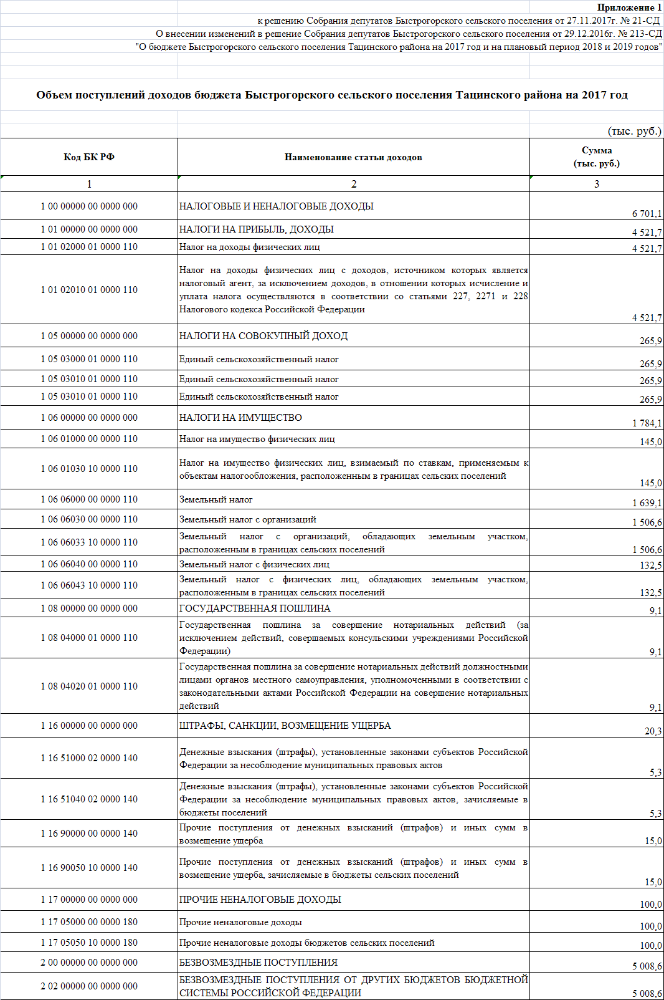 Приложение 1
к решению Собрания депутатов Быстрогорского сельского поселения от 27.11.2017г. № 21-СД
О внесении изменений в решение Собрания депутатов Быстрогорского сельского поселения от 29.12.2016г. № 213-СД
"О бюджете Быстрогорского сельского поселения Тацинского района на 2017 год и на плановый период 2018 и 2019 годов"
Объем поступлений доходов бюджета Быстрогорского сельского поселения Тацинского района на 2017 год
(тыс. руб.)
Код БК РФ Наименование статьи доходов Сумма
(тыс. руб.)
1 2 3
1 00 00000 00 0000 000 НАЛОГОВЫЕ И НЕНАЛОГОВЫЕ ДОХОДЫ 6 701,1
1 01 00000 00 0000 000 НАЛОГИ НА ПРИБЫЛЬ, ДОХОДЫ 4 521,7
1 01 02000 01 0000 110 Налог на доходы физических лиц 4 521,7
1 01 02010 01 0000 110 Налог на доходы физических лиц с доходов, источником которых является
налоговый агент, за исключением доходов, в отношении которых исчисление и
уплата налога осуществляются в соответствии со статьями 227, 2271 и 228
Налогового кодекса Российской Федерации 4 521,7
1 05 00000 00 0000 000 НАЛОГИ НА СОВОКУПНЫЙ ДОХОД 265,9
1 05 03000 01 0000 110 Единый сельскохозяйственный налог 265,9
1 05 03010 01 0000 110 Единый сельскохозяйственный налог 265,9
1 05 03010 01 0000 110 Единый сельскохозяйственный налог 265,9
1 06 00000 00 0000 000 НАЛОГИ НА ИМУЩЕСТВО 1 784,1
1 06 01000 00 0000 110 Налог на имущество физических лиц 145,0
1 06 01030 10 0000 110 Налог на имущество физических лиц, взимаемый по ставкам, применяемым к
объектам налогообложения, расположенным в границах сельских поселений 145,0
1 06 06000 00 0000 110 Земельный налог 1 639,1
1 06 06030 00 0000 110 Земельный налог с организаций 1 506,6
1 06 06033 10 0000 110 Земельный налог с организаций, обладающих земельным участком,
расположенным в границах сельских поселений 1 506,6
1 06 06040 00 0000 110 Земельный налог с физических лиц 132,5
1 06 06043 10 0000 110 Земельный налог с физических лиц, обладающих земельным участком,
расположенным в границах сельских поселений 132,5
1 08 00000 00 0000 000 ГОСУДАРСТВЕННАЯ ПОШЛИНА 9,1
1 08 04000 01 0000 110 Государственная пошлина за совершение нотариальных действий (за
исключением действий, совершаемых консульскими учреждениями Российской
Федерации) 9,1
1 08 04020 01 0000 110 Государственная пошлина за совершение нотариальных действий должностными
лицами органов местного самоуправления, уполномоченными в соответствии с
законодательными актами Российской Федерации на совершение нотариальных
действий 9,1
1 16 00000 00 0000 000 ШТРАФЫ, САНКЦИИ, ВОЗМЕЩЕНИЕ УЩЕРБА 20,3
1 16 51000 02 0000 140 Денежные взыскания (штрафы), установленные законами субъектов Российской
Федерации за несоблюдение муниципальных правовых актов 5,3
1 16 51040 02 0000 140 Денежные взыскания (штрафы), установленные законами субъектов Российской
Федерации за несоблюдение муниципальных правовых актов, зачисляемые в
бюджеты поселений 5,3
1 16 90000 00 0000 140 Прочие поступления от денежных взысканий (штрафов) и иных сумм в
возмещение ущерба 15,0
1 16 90050 10 0000 140 Прочие поступления от денежных взысканий (штрафов) и иных сумм в
возмещение ущерба, зачисляемые в бюджеты сельских поселений 15,0
1 17 00000 00 0000 000 ПРОЧИЕ НЕНАЛОГОВЫЕ ДОХОДЫ 100,0
1 17 05000 00 0000 180 Прочие неналоговые доходы 100,0
1 17 05050 10 0000 180 Прочие неналоговые доходы бюджетов сельских поселений 100,0
2 00 00000 00 0000 000 БЕЗВОЗМЕЗДНЫЕ ПОСТУПЛЕНИЯ 5 008,6
2 02 00000 00 0000 000 БЕЗВОЗМЕЗДНЫЕ ПОСТУПЛЕНИЯ ОТ ДРУГИХ БЮДЖЕТОВ БЮДЖЕТНОЙ
СИСТЕМЫ РОССИЙСКОЙ ФЕДЕРАЦИИ 5 008,6